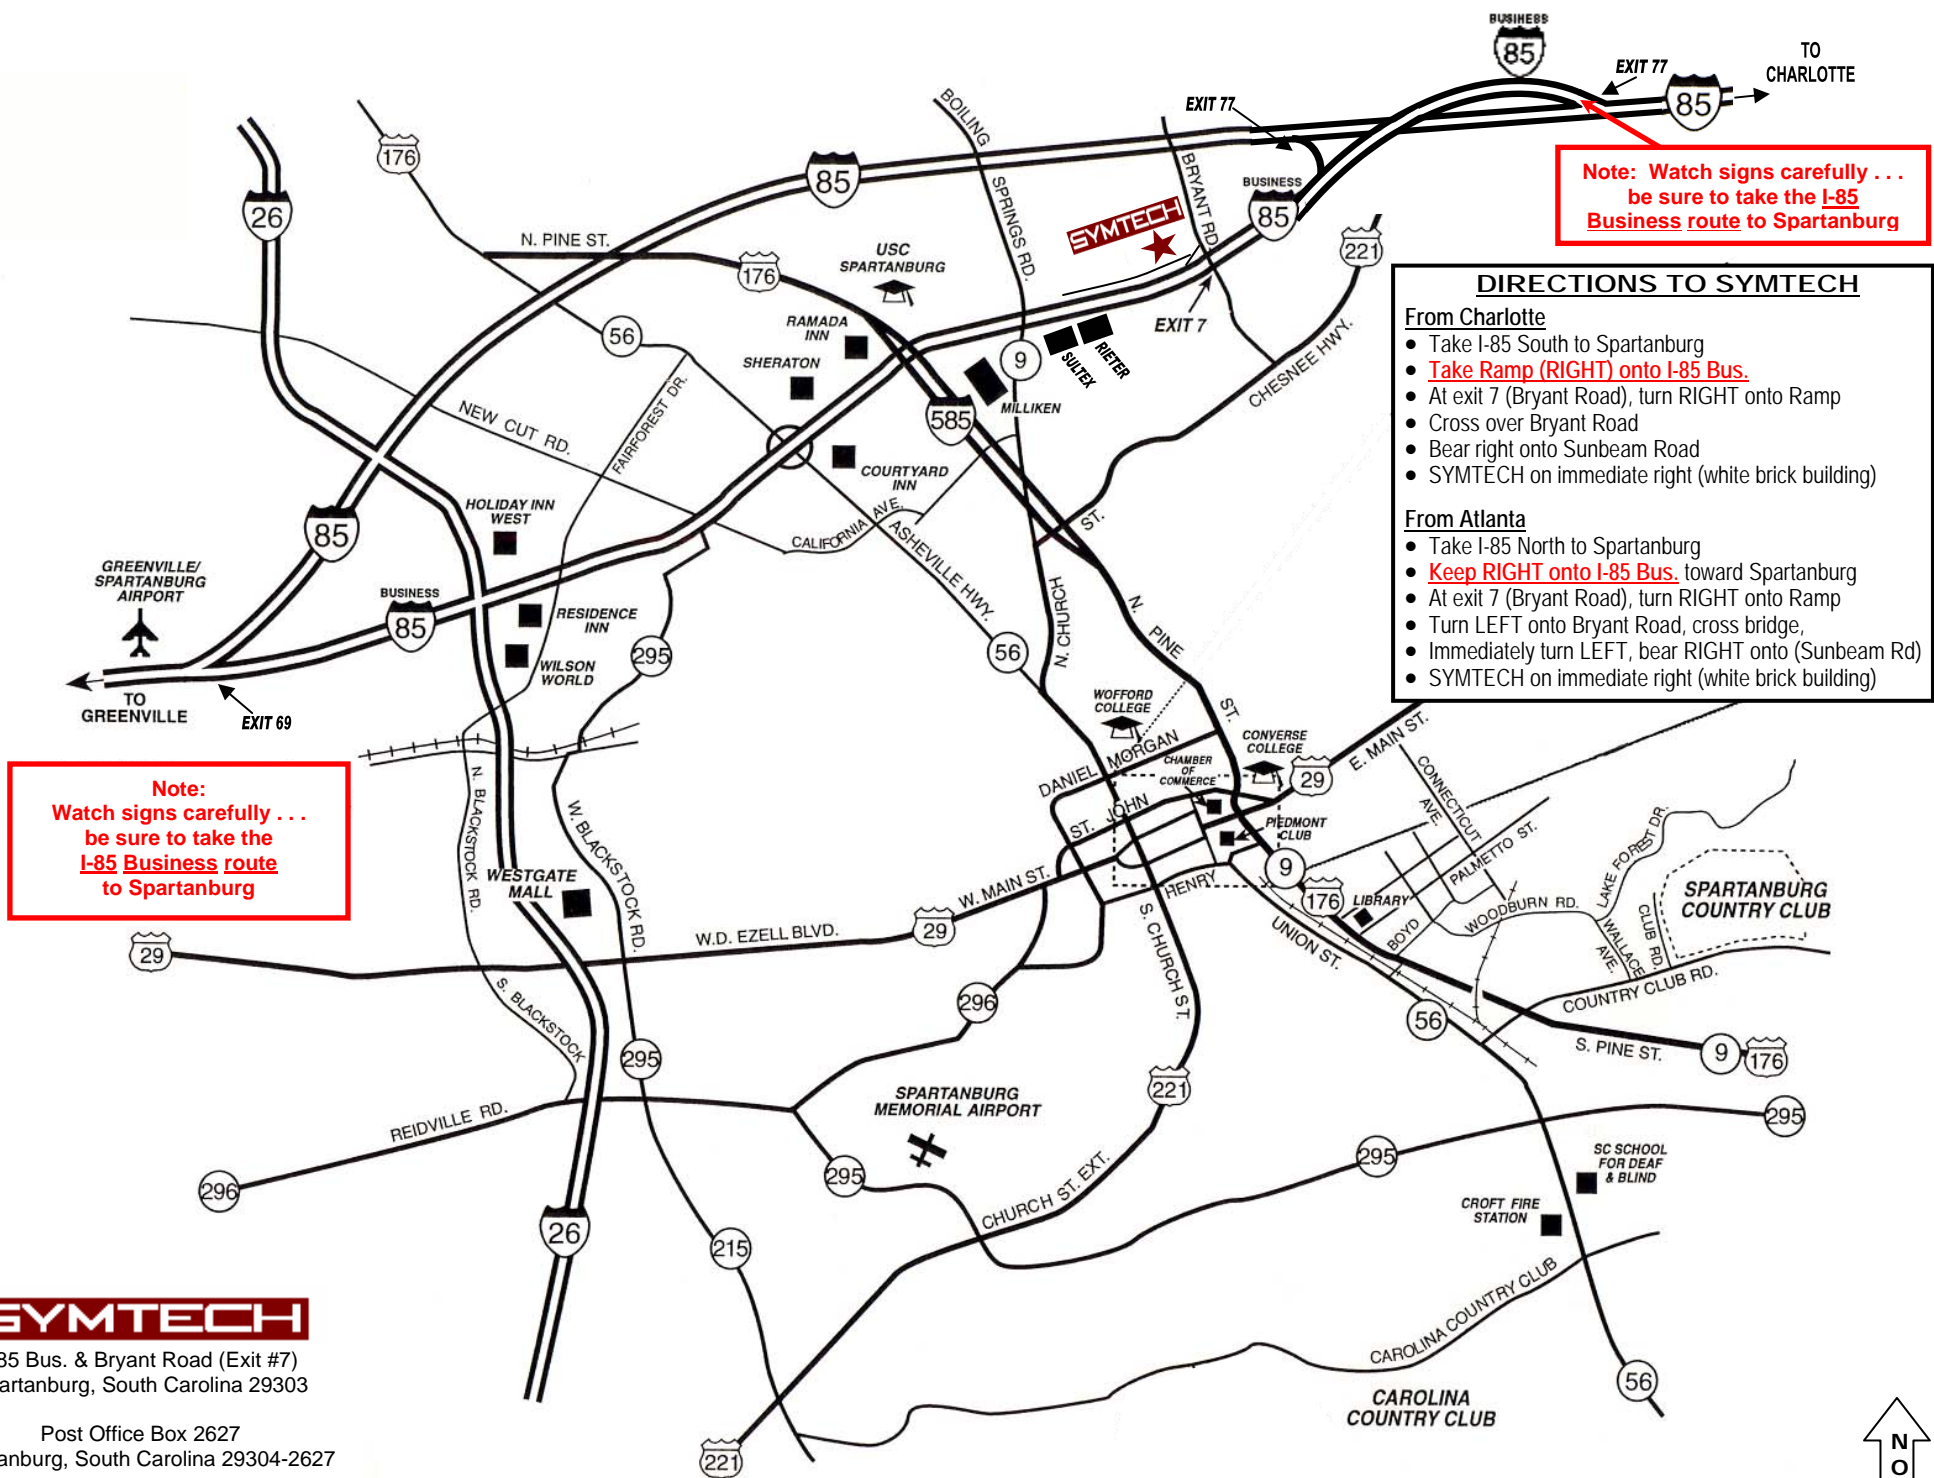 BUSINESS
85
EXIT 77
TO
CHARLOTTE
85
EXIT 77
Note: Watch signs carefully . . .
be sure to take the I-85
Business route to Spartanburg
BOILING
SPRINGS RD.
BRYANT RD.
176
26
85
BUSINESS
85
SYMTECH
221
N. PINE ST.
176
USC
SPARTANBURG
RAMADA
INN
SHERATON
56
EXIT 7
9
SULTEX
RIETER
CHESNEE HWY.
MILLIKEN
585
NEW CUT RD.
FAIRFOREST DR.
COURTYARD
INN
CALIFORNIA AVE.
ASHEVILLE HWY.
ST.
HOLIDAY INN
WEST
85
DIRECTIONS TO SYMTECH
From Charlotte
• Take I-85 South to Spartanburg
• Take Ramp (RIGHT) onto I-85 Bus.
• At exit 7 (Bryant Road), turn RIGHT onto Ramp
• Cross over Bryant Road
• Bear right onto Sunbeam Road
• SYMTECH on immediate right (white brick building)
From Atlanta
• Take I-85 North to Spartanburg
• Keep RIGHT onto I-85 Bus. toward Spartanburg
• At exit 7 (Bryant Road), turn RIGHT onto Ramp
• Turn LEFT onto Bryant Road, cross bridge,
• Immediately turn LEFT, bear RIGHT onto (Sunbeam Rd)
• SYMTECH on immediate right (white brick building)
GREENVILLE/
SPARTANBURG
AIRPORT
BUSINESS
85
RESIDENCE
INN
WILSON
WORLD
295
56
N. CHURCH
N. PINE ST.
TO
GREENVILLE
EXIT 69
WOFFORD
COLLEGE
CONVERSE
COLLEGE
DANIEL MORGAN
CHAMBER
OF
COMMERCE
29
E. MAIN ST.
CONNECTICUT
AVE.
Note:
Watch signs carefully . . .
be sure to take the
I-85 Business route
to Spartanburg
N. BLACKSTOCK RD.
W. BLACKSTOCK RD.
ST. JOHN
PIEDMONT
CLUB
PALMETTO ST.
LAKE FOREST DR.
WESTGATE
MALL
W. MAIN ST.
HENRY
9
176
LIBRARY
BOYD
WOODBURN RD.
WALLACE
AVE.
CLUB RD.
SPARTANBURG
COUNTRY CLUB
29
W.D. EZELL BLVD.
29
S. CHURCH ST.
UNION ST.
COUNTRY CLUB RD.
S. BLACKSTOCK
296
56
295
S. PINE ST.
9
176
221
SPARTANBURG
MEMORIAL AIRPORT
REIDVILLE RD.
296
295
295
295
SC SCHOOL
FOR DEAF
& BLIND
CROFT FIRE
STATION
CHURCH ST. EXT.
26
215
CAROLINA COUNTRY CLUB
CAROLINA
COUNTRY CLUB
56
221
SYMTECH
85 Bus. & Bryant Road (Exit #7)
artanburg, South Carolina 29303
Post Office Box 2627
anburg, South Carolina 29304-2627
N
O